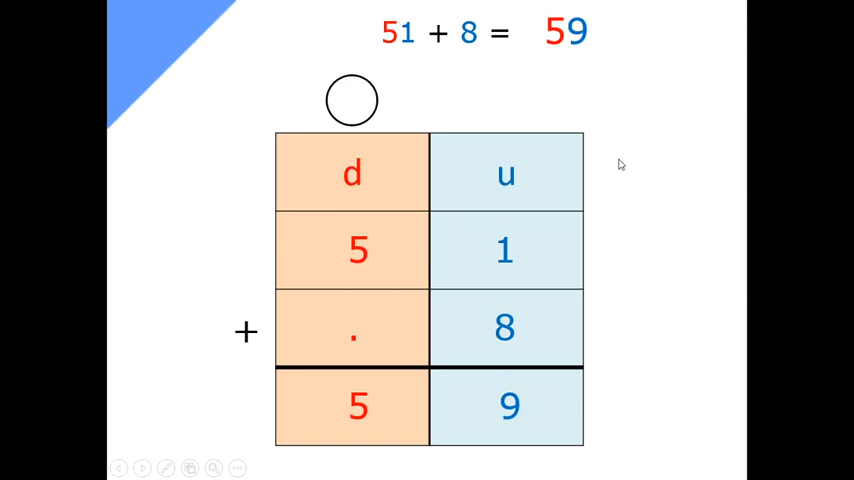 51 + 8 = 59
d u
5 1
+ . 8
5 9